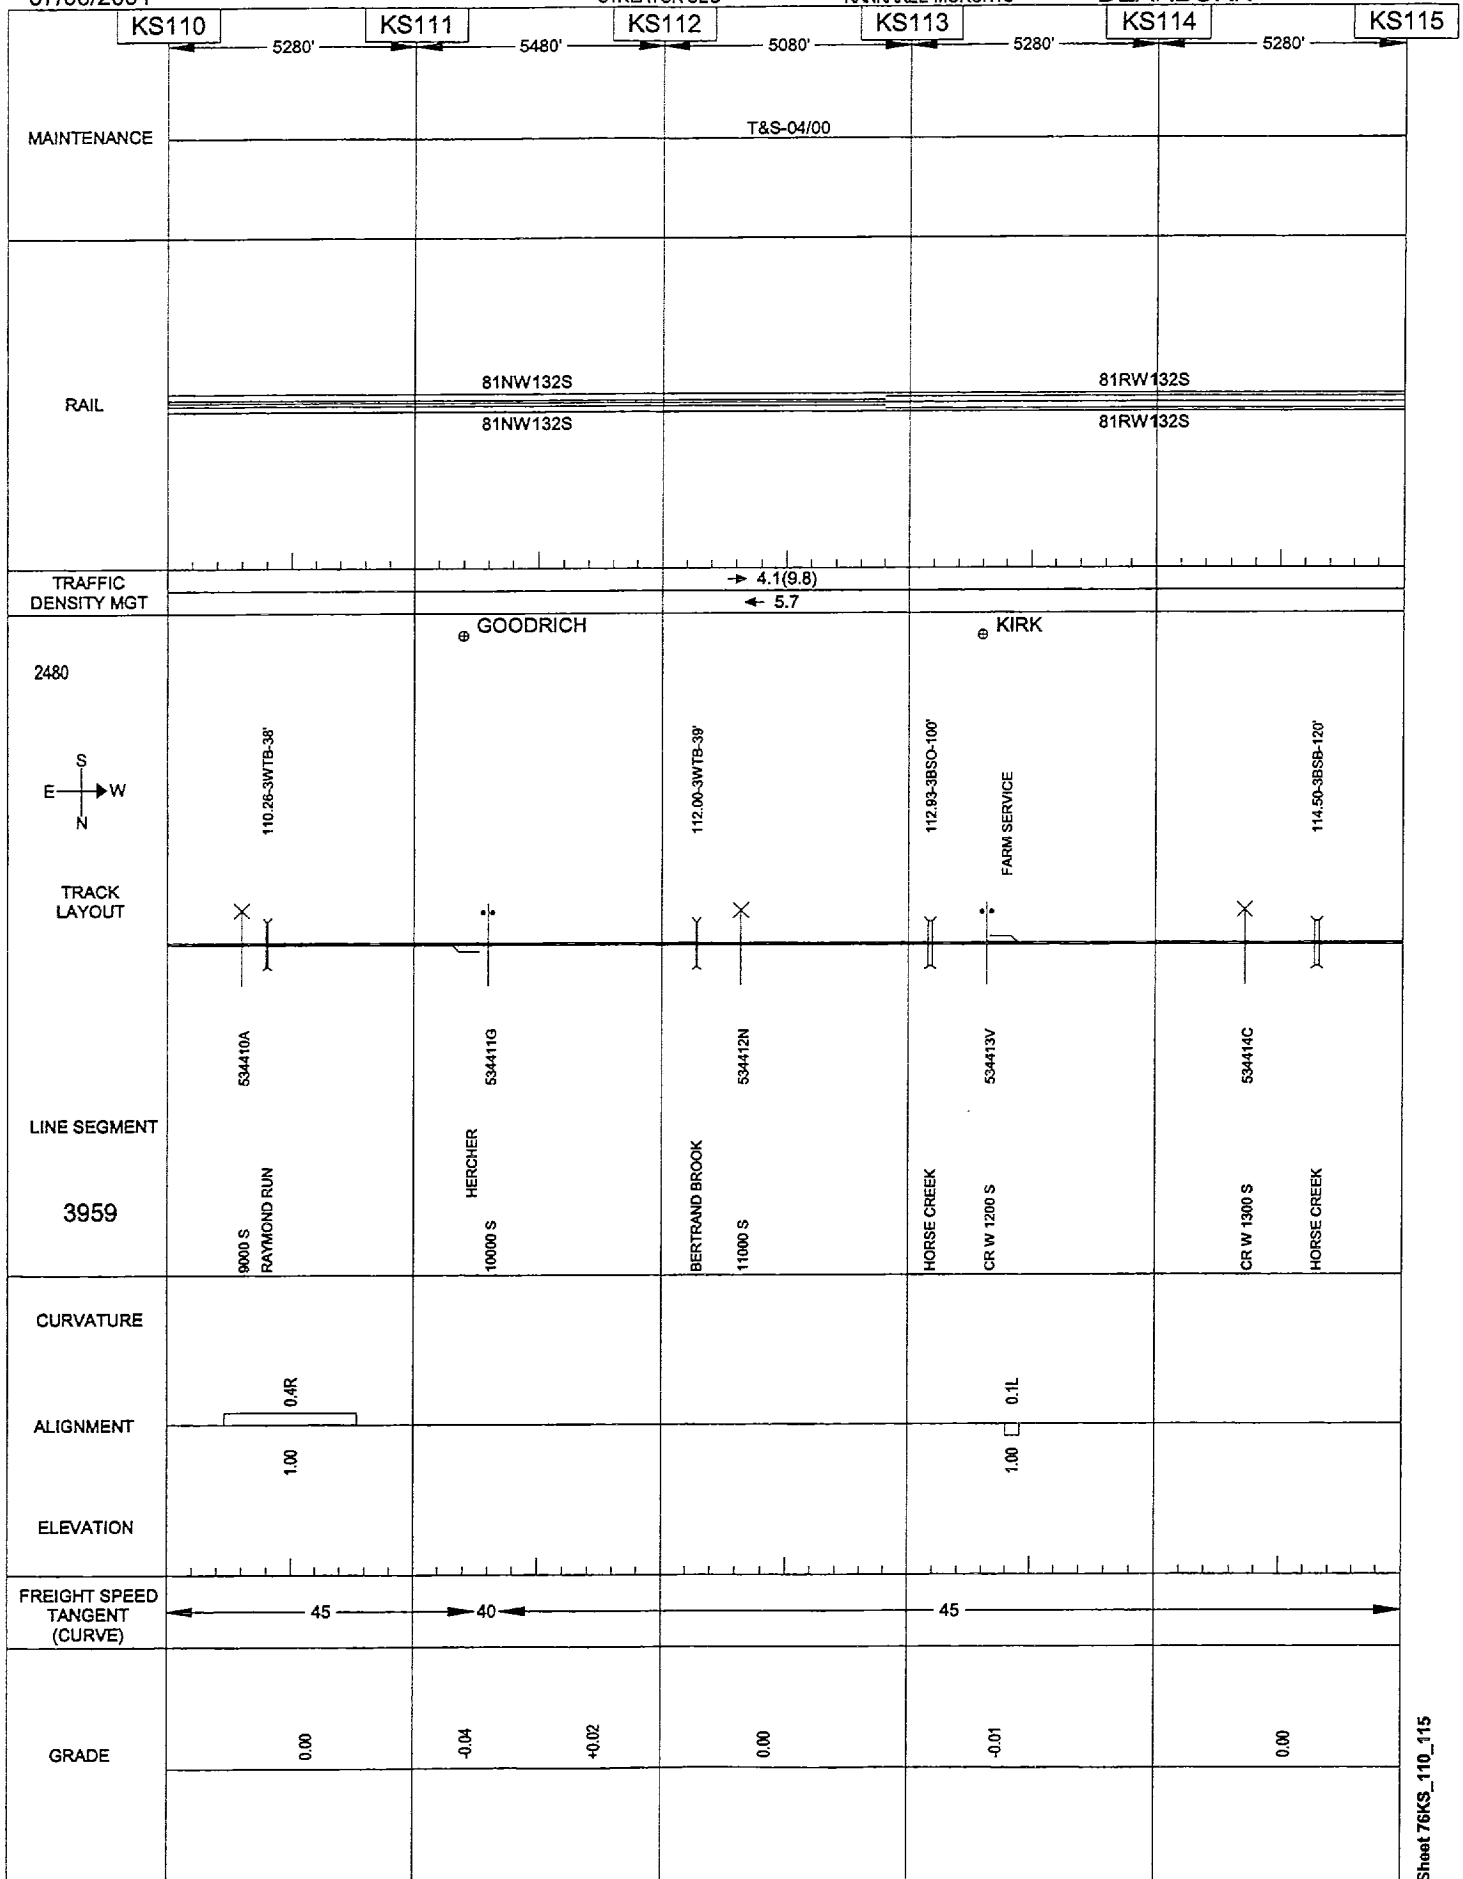 KS110 KS111 KS112 KS113 KS114 KS115
5280' 5480' 5080' 5280' 5280'
MAINTENANCE
T&S-04/00
RAIL
81NW132S
81RW132S
81NW132S
81RW132S
TRAFFIC
DENSITY MGT
→ 4.1(9.8)
← 5.7
GOODRICH
KIRK
2480
S
E W
N
110.26-3WTB-38'
112.00-3WTB-39'
112.93-3BSO-100'
FARM SERVICE
114.50-3BSB-120'
TRACK
LAYOUT
534410A
534411G
534412N
534413V
534414C
LINE SEGMENT
3959
9000 S
RAYMOND RUN
HERCHER
10000 S
BERTRAND BROOK
11000 S
HORSE CREEK
CR W 1200 S
CR W 1300 S
HORSE CREEK
CURVATURE
ALIGNMENT
0.4R
0.1L
1.00
1.00
ELEVATION
FREIGHT SPEED
TANGENT
(CURVE)
45 40 45
GRADE
0.00
-0.04
+0.02
0.00
-0.01
0.00
Sheet 76KS_110_115